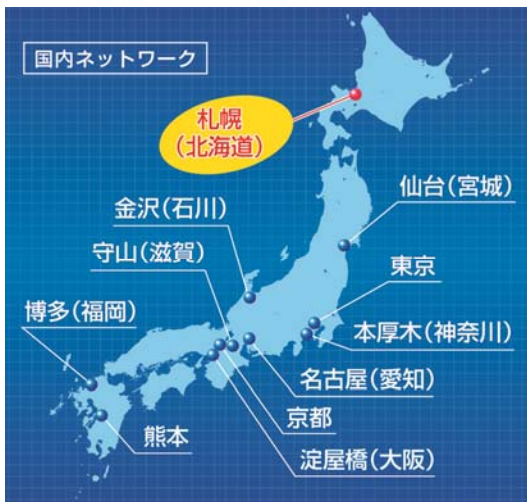 国内ネットワーク
札幌
(北海道)
仙台(宮城)
金沢(石川)
守山(滋賀)
東京
博多(福岡)
本厚木(神奈川)
名古屋(愛知)
京都
熊本
淀屋橋(大阪)